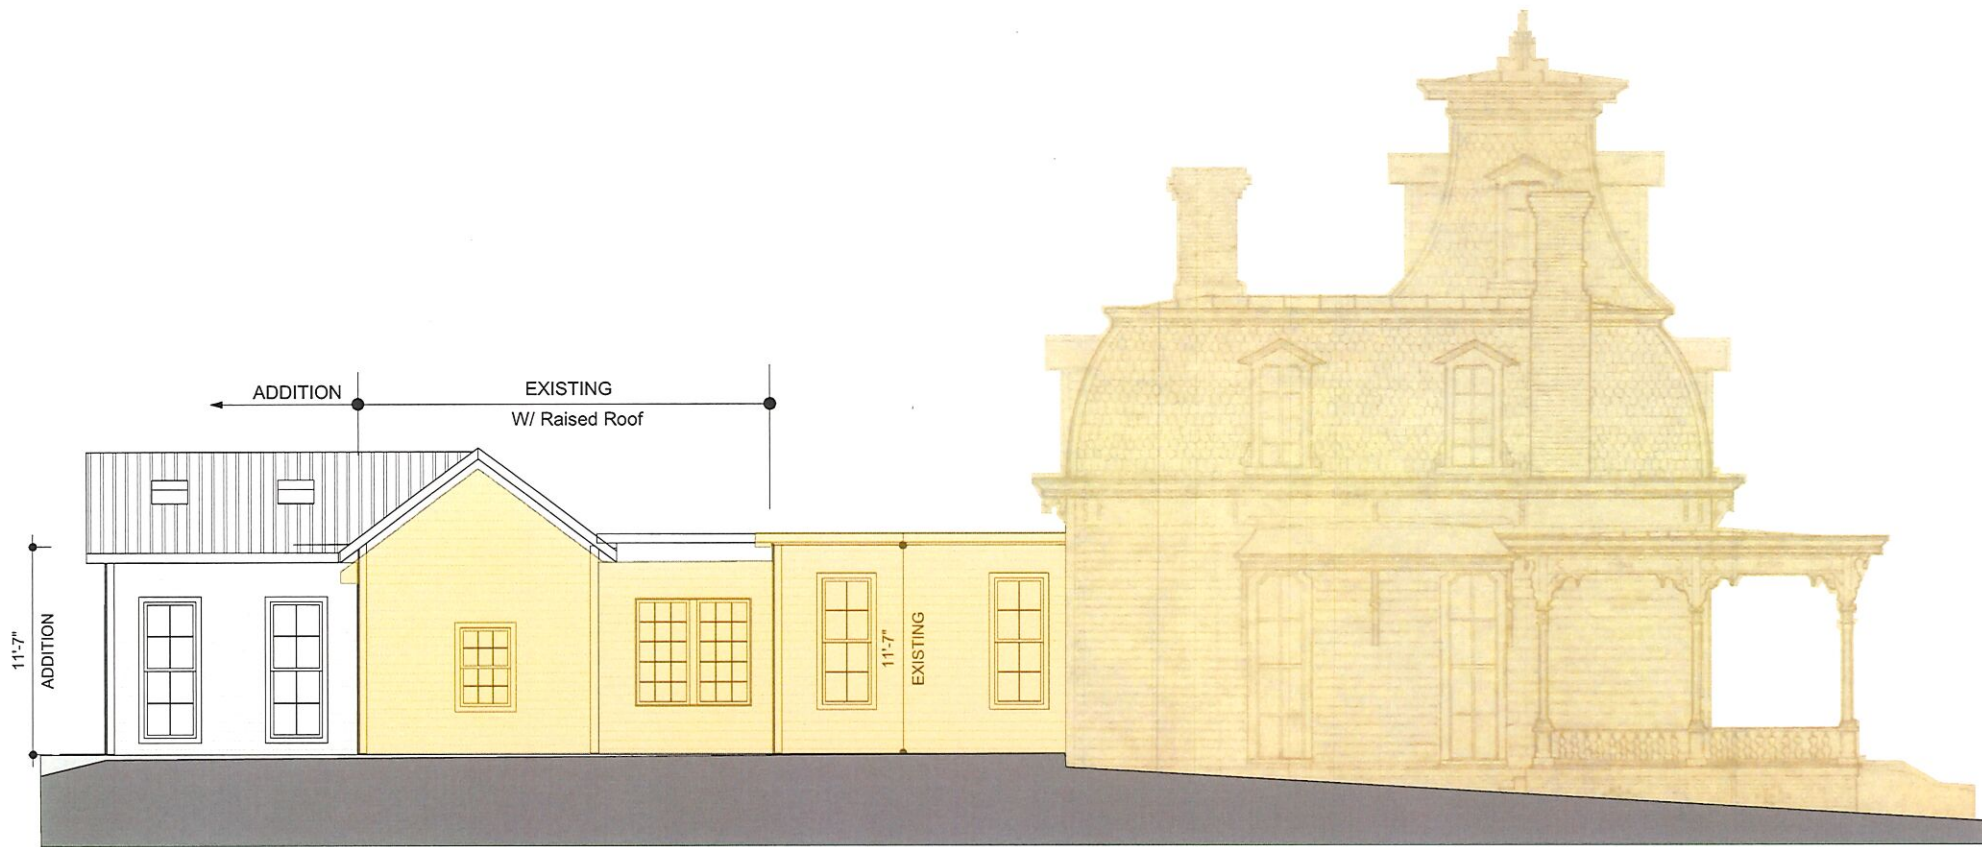 ADDITION
EXISTING
W/ Raised Roof
11'-7"
ADDITION
11'-7"
EXISTING